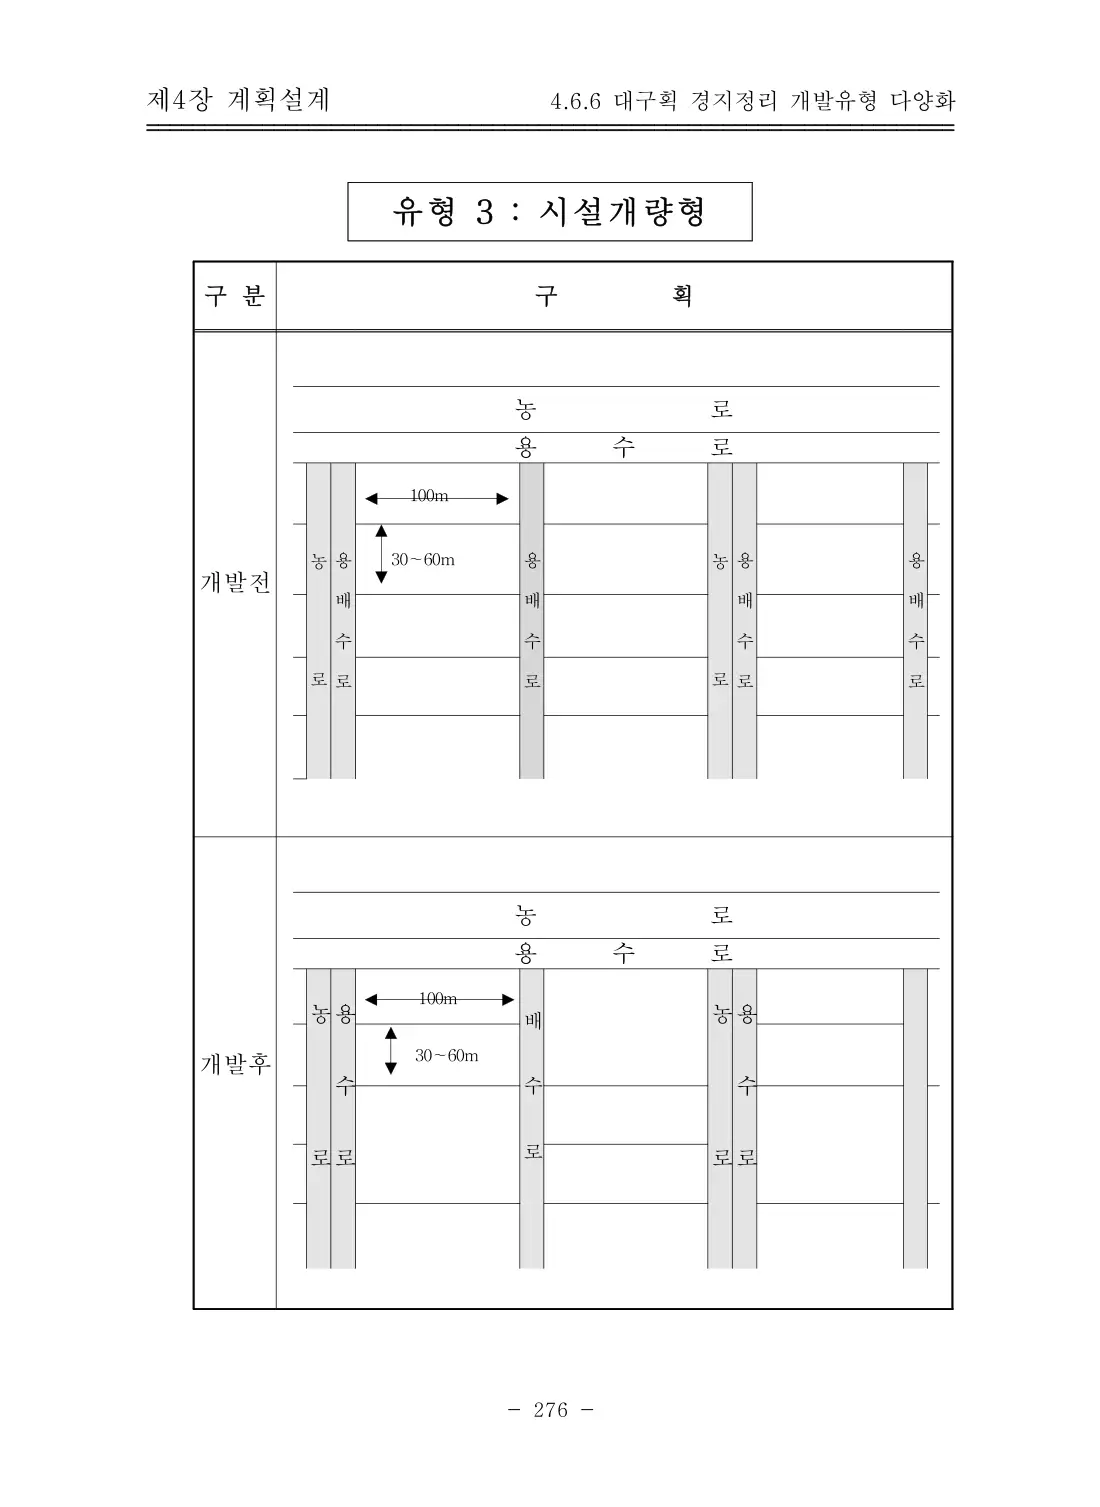 제4장 계획설계 4.6.6 대구획 경지정리 개발유형 다양화
유형 3 : 시설개량형
구 분 구 획
개발전
농 로
용 수 로
100m
30~60m
농로
용배수로
용배수로
농로
용배수로
용배수로
개발후
농 로
용 수 로
100m
30~60m
농로
용수로
배수로
농로
용수로
- 276 -